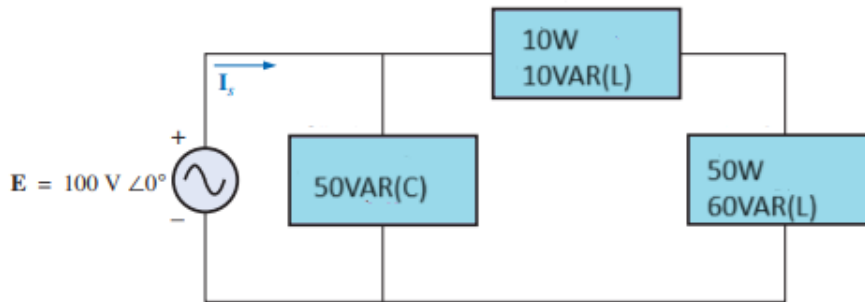 10W
10VAR(L)
Is
+
E = 100 V ∠0°
−
50VAR(C)
50W
60VAR(L)